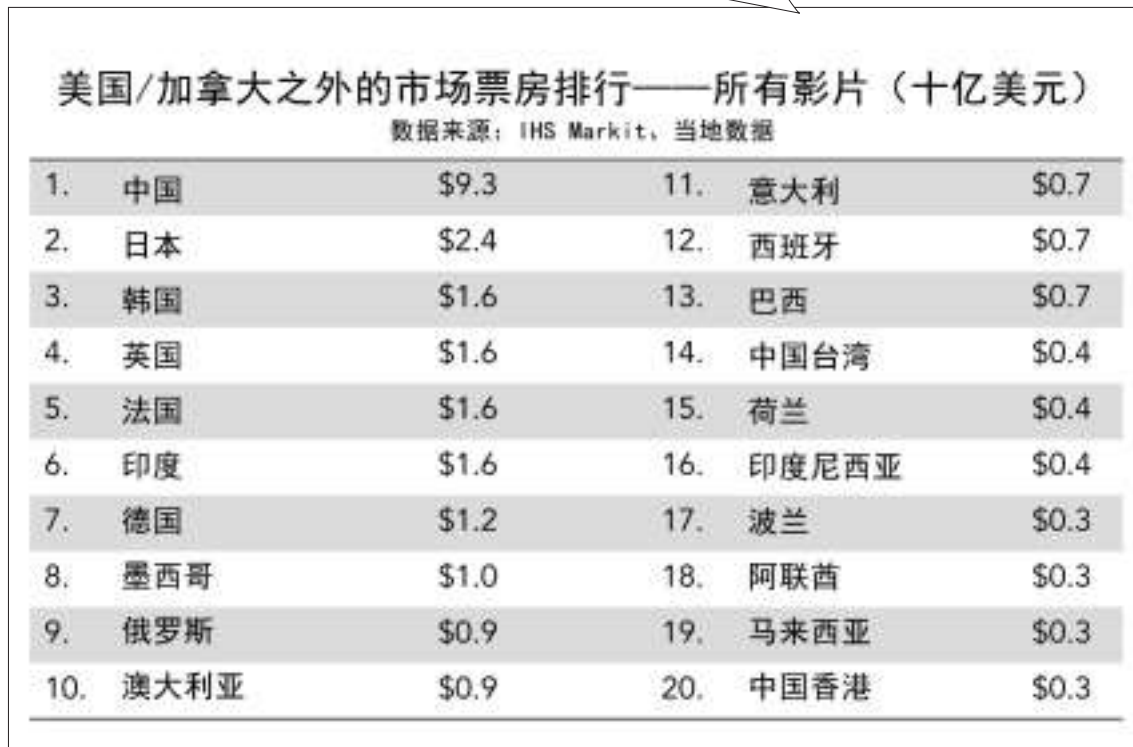 美国/加拿大之外的市场票房排行——所有影片（十亿美元）
数据来源：IHS Markit、当地数据
1. 中国 $9.3 11. 意大利 $0.7
2. 日本 $2.4 12. 西班牙 $0.7
3. 韩国 $1.6 13. 巴西 $0.7
4. 英国 $1.6 14. 中国台湾 $0.4
5. 法国 $1.6 15. 荷兰 $0.4
6. 印度 $1.6 16. 印度尼西亚 $0.4
7. 德国 $1.2 17. 波兰 $0.3
8. 墨西哥 $1.0 18. 阿联酋 $0.3
9. 俄罗斯 $0.9 19. 马来西亚 $0.3
10. 澳大利亚 $0.9 20. 中国香港 $0.3